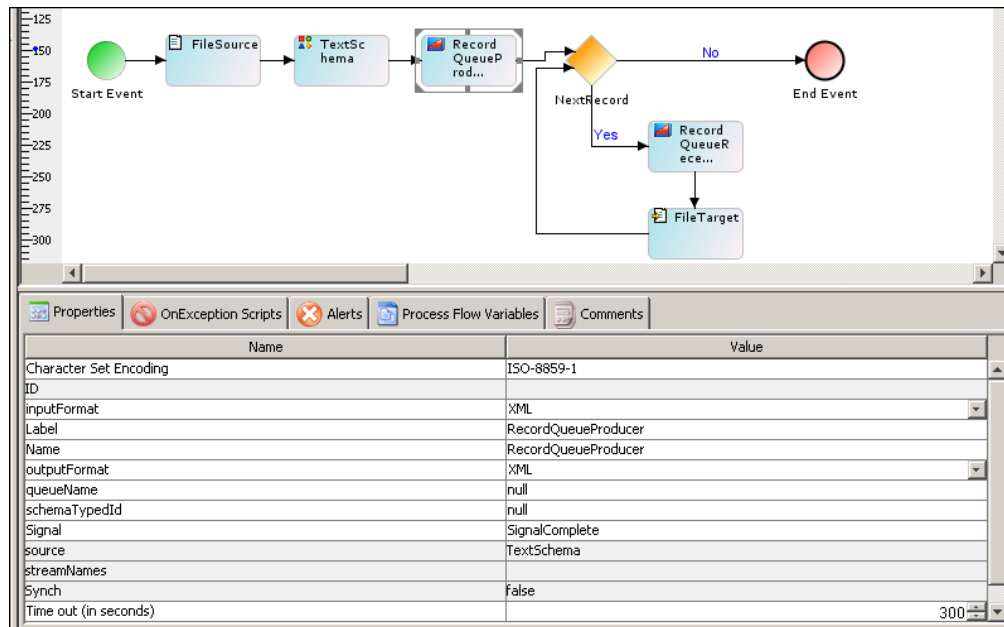 125
150
175
200
225
250
275
300
Start Event
FileSource
TextSc
hema
Record
QueueP
rod...
NextRecord
No
End Event
Yes
Record
QueueR
ece...
FileTarget
Properties
OnException Scripts
Alerts
Process Flow Variables
Comments
Name Value
Character Set Encoding ISO-8859-1
ID
inputFormat XML
Label RecordQueueProducer
Name RecordQueueProducer
outputFormat XML
queueName null
schemaTypedId null
Signal SignalComplete
source TextSchema
streamNames
Synch false
Time out (in seconds) 300